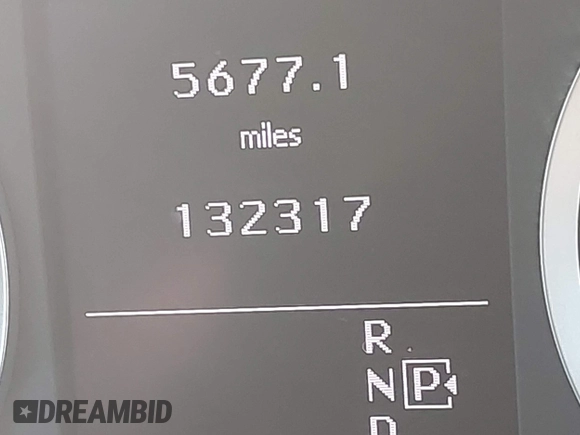 5677.1
miles
132317
R
N P
D
DREAMBID